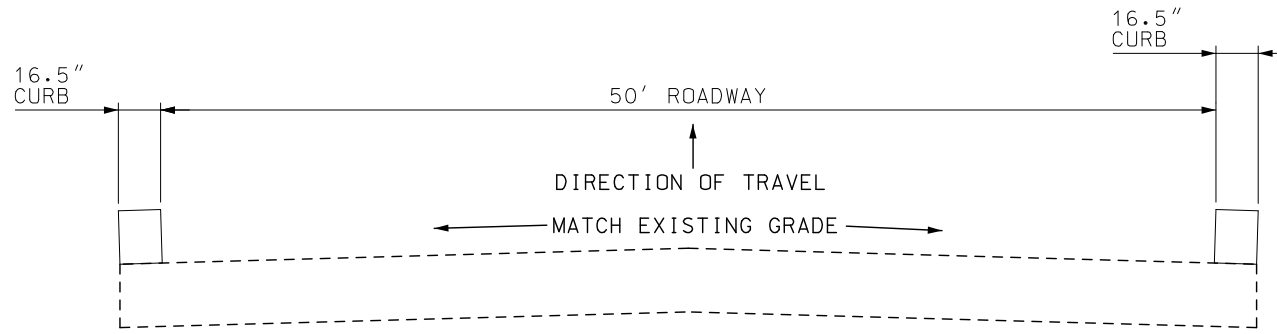 16.5"
CURB
16.5"
CURB
50' ROADWAY
DIRECTION OF TRAVEL
MATCH EXISTING GRADE